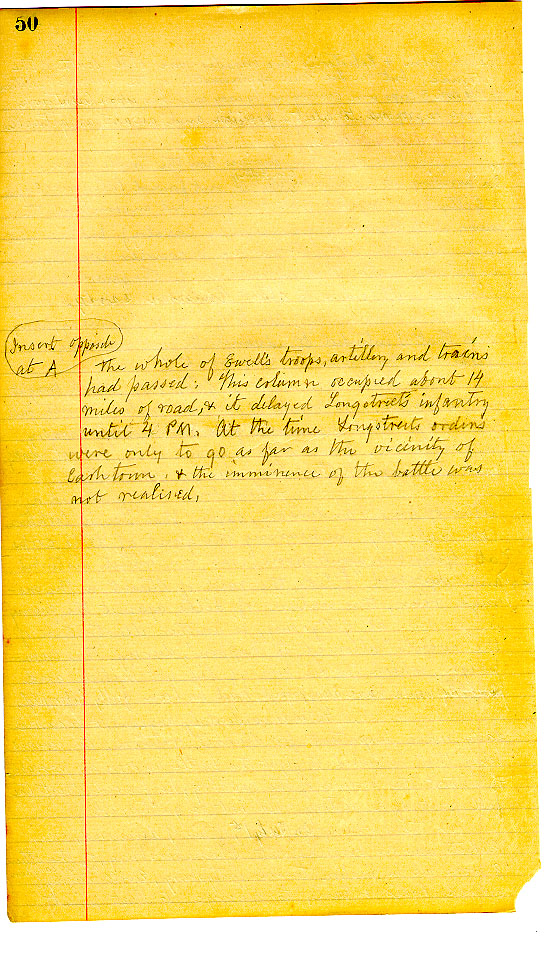 50
Insert opposite
at A
the whole of Ewell's troops, artillery and trains
had passed. This column occupied about 14
miles of road, & it delayed Longstreet's infantry
until 4 PM. At the time Longstreets orders
were only to go as far as the vicinity of
Cashtown, & the imminence of the battle was
not realised.